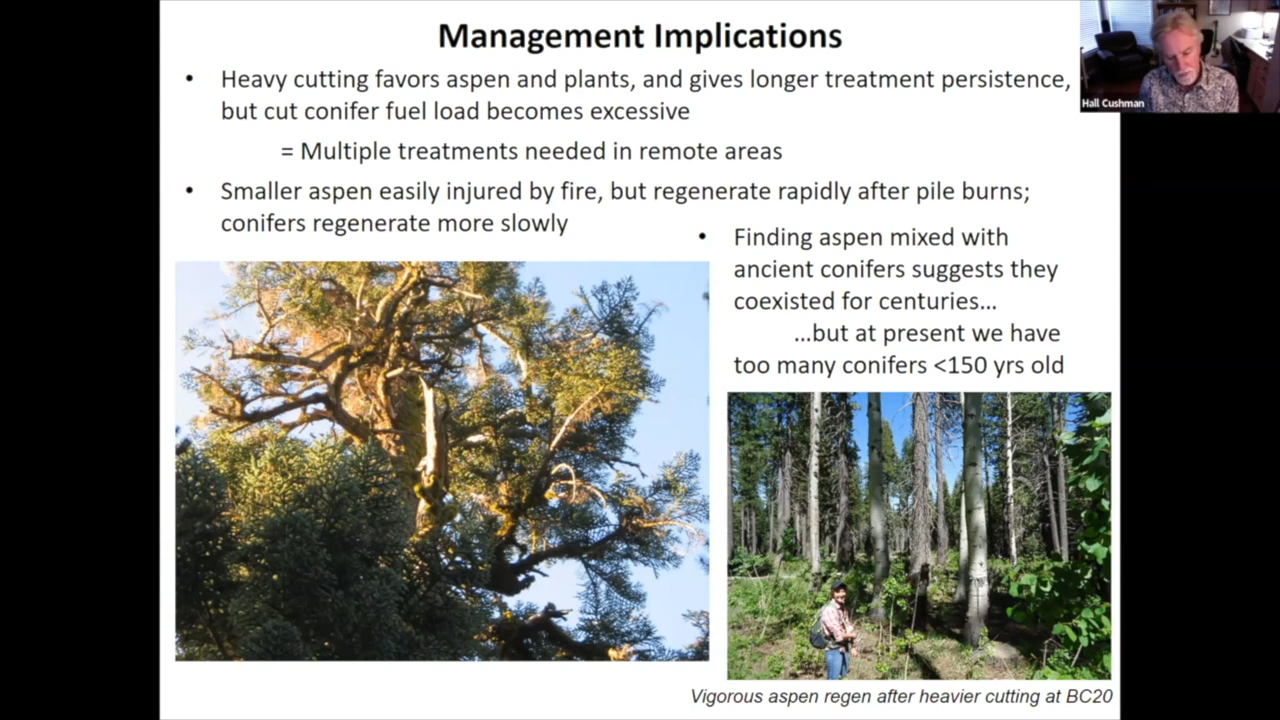 Management Implications
• Heavy cutting favors aspen and plants, and gives longer treatment persistence,
but cut conifer fuel load becomes excessive
= Multiple treatments needed in remote areas
• Smaller aspen easily injured by fire, but regenerate rapidly after pile burns;
conifers regenerate more slowly
• Finding aspen mixed with
ancient conifers suggests they
coexisted for centuries...
...but at present we have
too many conifers <150 yrs old
Vigorous aspen regen after heavier cutting at BC20
Hall Cushman